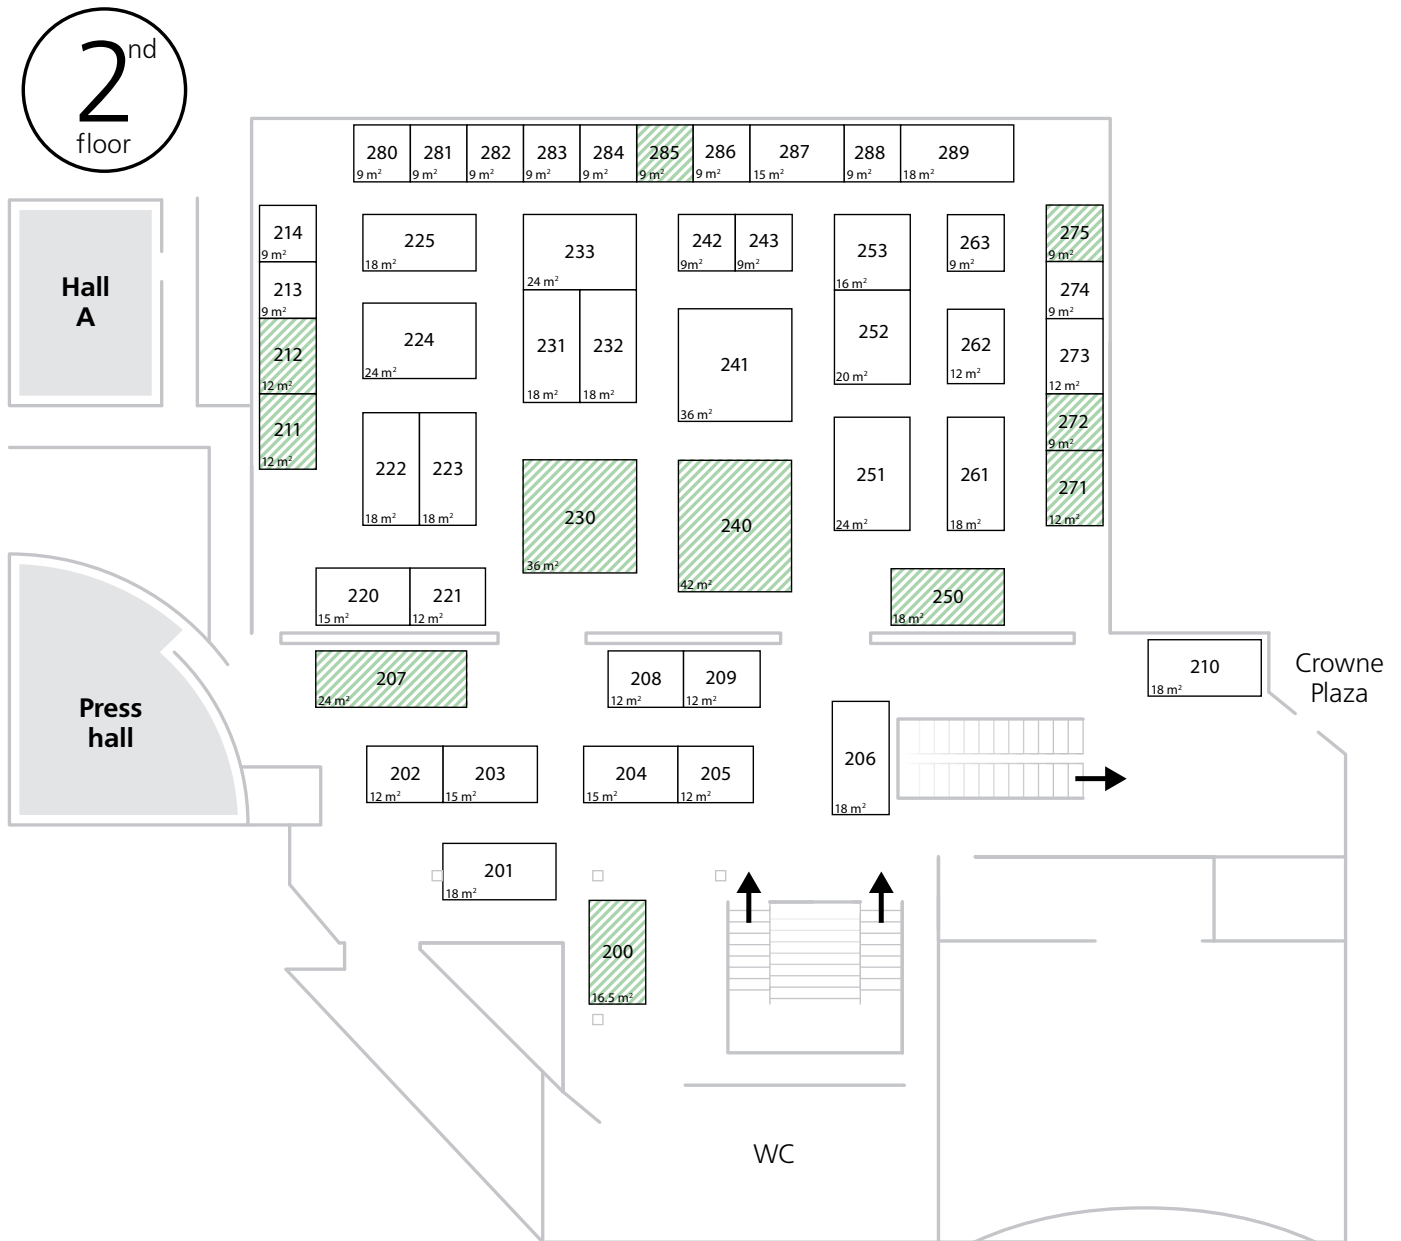 2nd
floor
280
9 m²
281
9 m²
282
9 m²
283
9 m²
284
9 m²
285
9 m²
286
9 m²
287
15 m²
288
9 m²
289
18 m²
Hall
A
214
9 m²
213
9 m²
212
12 m²
211
12 m²
225
18 m²
224
24 m²
222
18 m²
223
18 m²
233
24 m²
231
18 m²
232
18 m²
230
36 m²
242
9m²
243
9m²
241
36 m²
240
42 m²
253
16 m²
252
20 m²
251
24 m²
263
9 m²
262
12 m²
261
18 m²
275
9 m²
274
9 m²
273
12 m²
272
9 m²
271
12 m²
220
15 m²
221
12 m²
250
18 m²
Press
hall
207
24 m²
208
12 m²
209
12 m²
210
18 m²
Crowne
Plaza
202
12 m²
203
15 m²
204
15 m²
205
12 m²
206
18 m²
201
18 m²
200
16.5 m²
WC